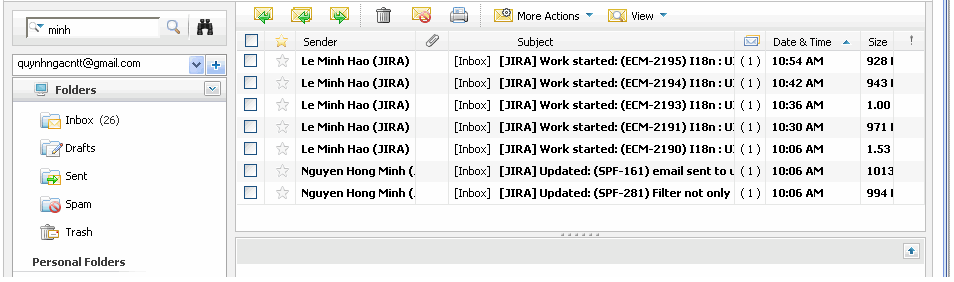 minh
quynhngacntt@gmail.com
Folders
Inbox (26)
Drafts
Sent
Spam
Trash
Personal Folders
More Actions View
Sender Subject Date & Time Size !
Le Minh Hao (JIRA) [Inbox] [JIRA] Work started: (ECM-2195) I18n : U (1) 10:54 AM 928
Le Minh Hao (JIRA) [Inbox] [JIRA] Work started: (ECM-2194) I18n : U (1) 10:42 AM 943
Le Minh Hao (JIRA) [Inbox] [JIRA] Work started: (ECM-2193) I18n : U (1) 10:36 AM 1.00
Le Minh Hao (JIRA) [Inbox] [JIRA] Work started: (ECM-2191) I18n : U (1) 10:30 AM 971
Le Minh Hao (JIRA) [Inbox] [JIRA] Work started: (ECM-2190) I18n : U (1) 10:06 AM 1.53
Nguyen Hong Minh (. [Inbox] [JIRA] Updated: (SPF-161) email sent to u (1) 10:06 AM 1013
Nguyen Hong Minh (. [Inbox] [JIRA] Updated: (SPF-281) Filter not only (1) 10:06 AM 994